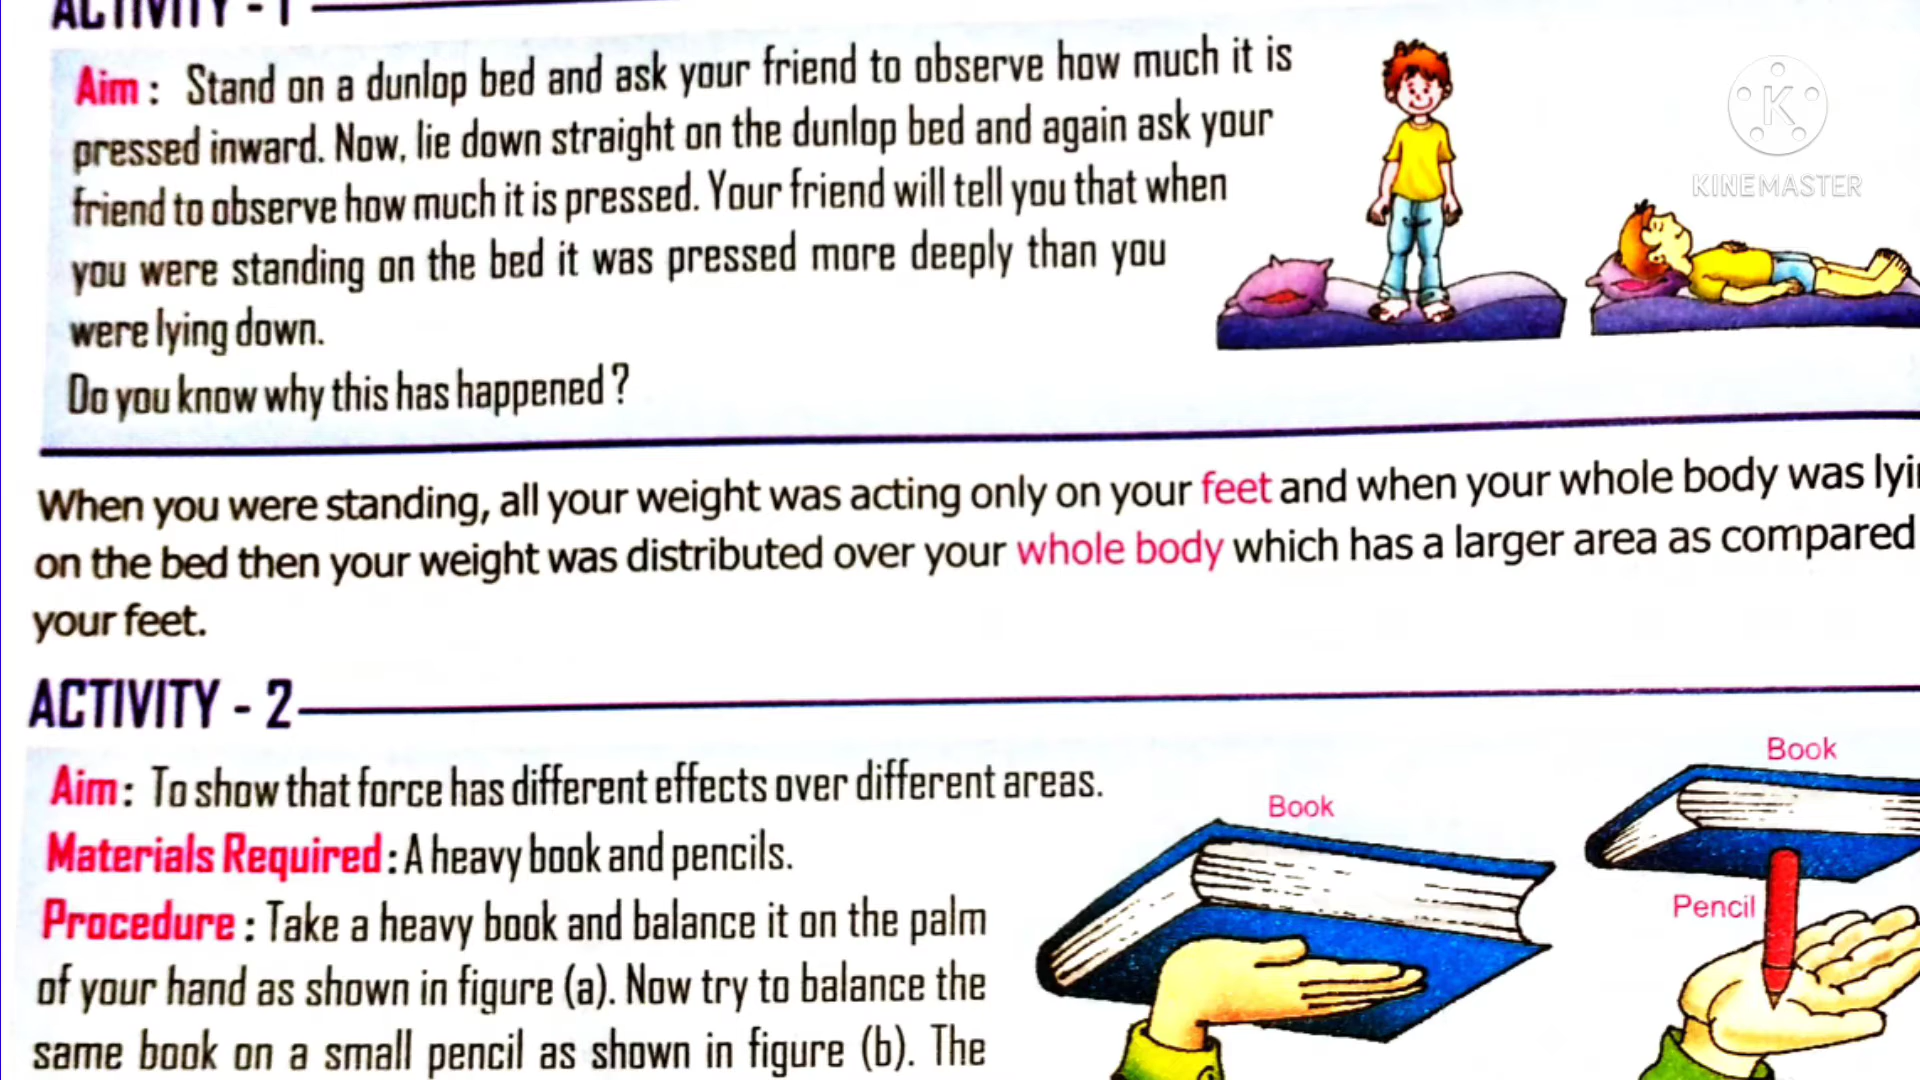 ACTIVITY - 1
Aim : Stand on a dunlop bed and ask your friend to observe how much it is
pressed inward. Now, lie down straight on the dunlop bed and again ask your
friend to observe how much it is pressed. Your friend will tell you that when
you were standing on the bed it was pressed more deeply than you
were lying down.
Do you know why this has happened ?
K
KINEMASTER
When you were standing, all your weight was acting only on your feet and when your whole body was lyi
on the bed then your weight was distributed over your whole body which has a larger area as compared
your feet.
ACTIVITY - 2
Aim : To show that force has different effects over different areas.
Materials Required : A heavy book and pencils.
Procedure : Take a heavy book and balance it on the palm
of your hand as shown in figure (a). Now try to balance the
same book on a small pencil as shown in figure (b). The
Book
Book
Pencil